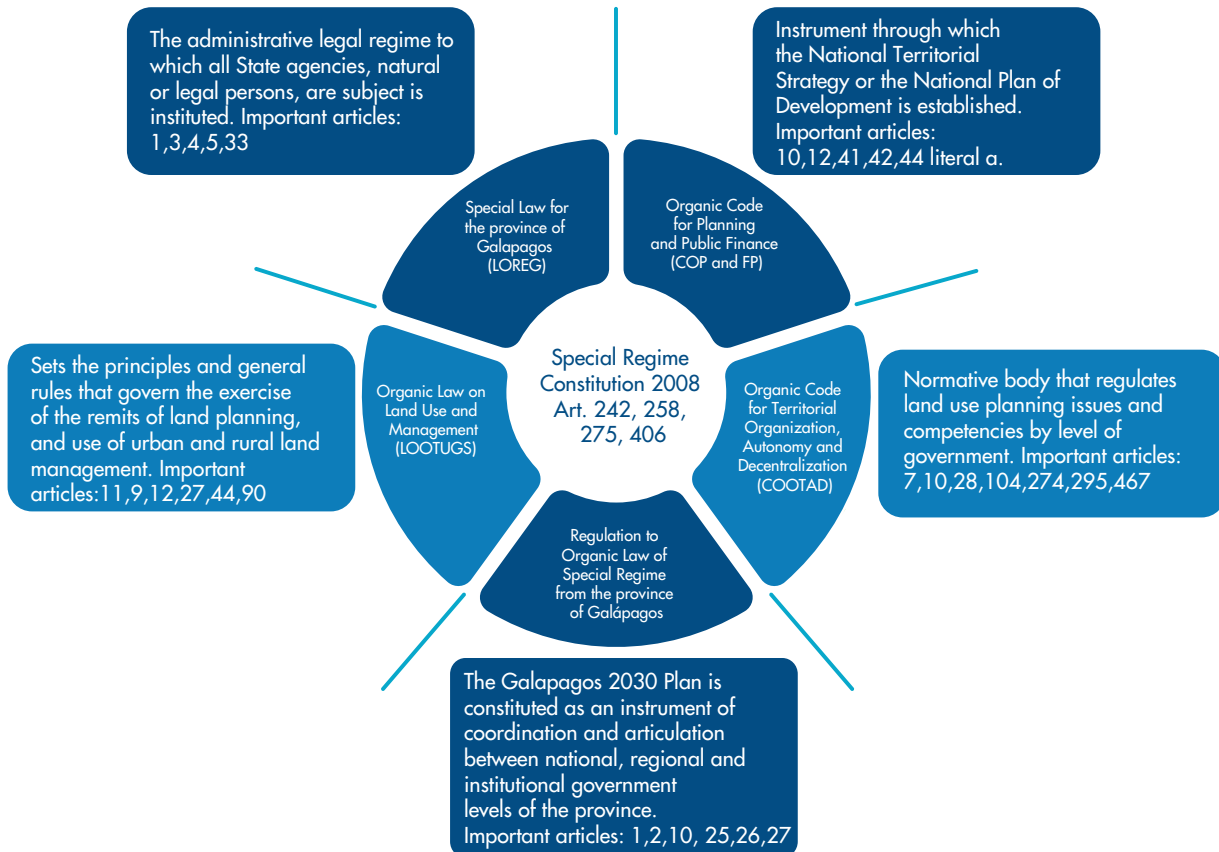 The administrative legal regime to
which all State agencies, natural
or legal persons, are subject is
instituted. Important articles:
1,3,4,5,33
Instrument through which
the National Territorial
Strategy or the National Plan of
Development is established.
Important articles:
10,12,41,42,44 literal a.
Special Law for
the province of
Galapagos
(LOREG)
Organic Code
for Planning
and Public Finance
(COP and FP)
Sets the principles and general
rules that govern the exercise
of the remits of land planning,
and use of urban and rural land
management. Important
articles:11,9,12,27,44,90
Organic Law on
Land Use and
Management
(LOOTUGS)
Special Regime
Constitution 2008
Art. 242, 258,
275, 406
Organic Code
for Territorial
Organization,
Autonomy and
Decentralization
(COOTAD)
Normative body that regulates
land use planning issues and
competencies by level of
government. Important articles:
7,10,28,104,274,295,467
Regulation to
Organic Law of
Special Regime
from the province
of Galápagos
The Galapagos 2030 Plan is
constituted as an instrument of
coordination and articulation
between national, regional and
institutional government
levels of the province.
Important articles: 1,2,10, 25,26,27